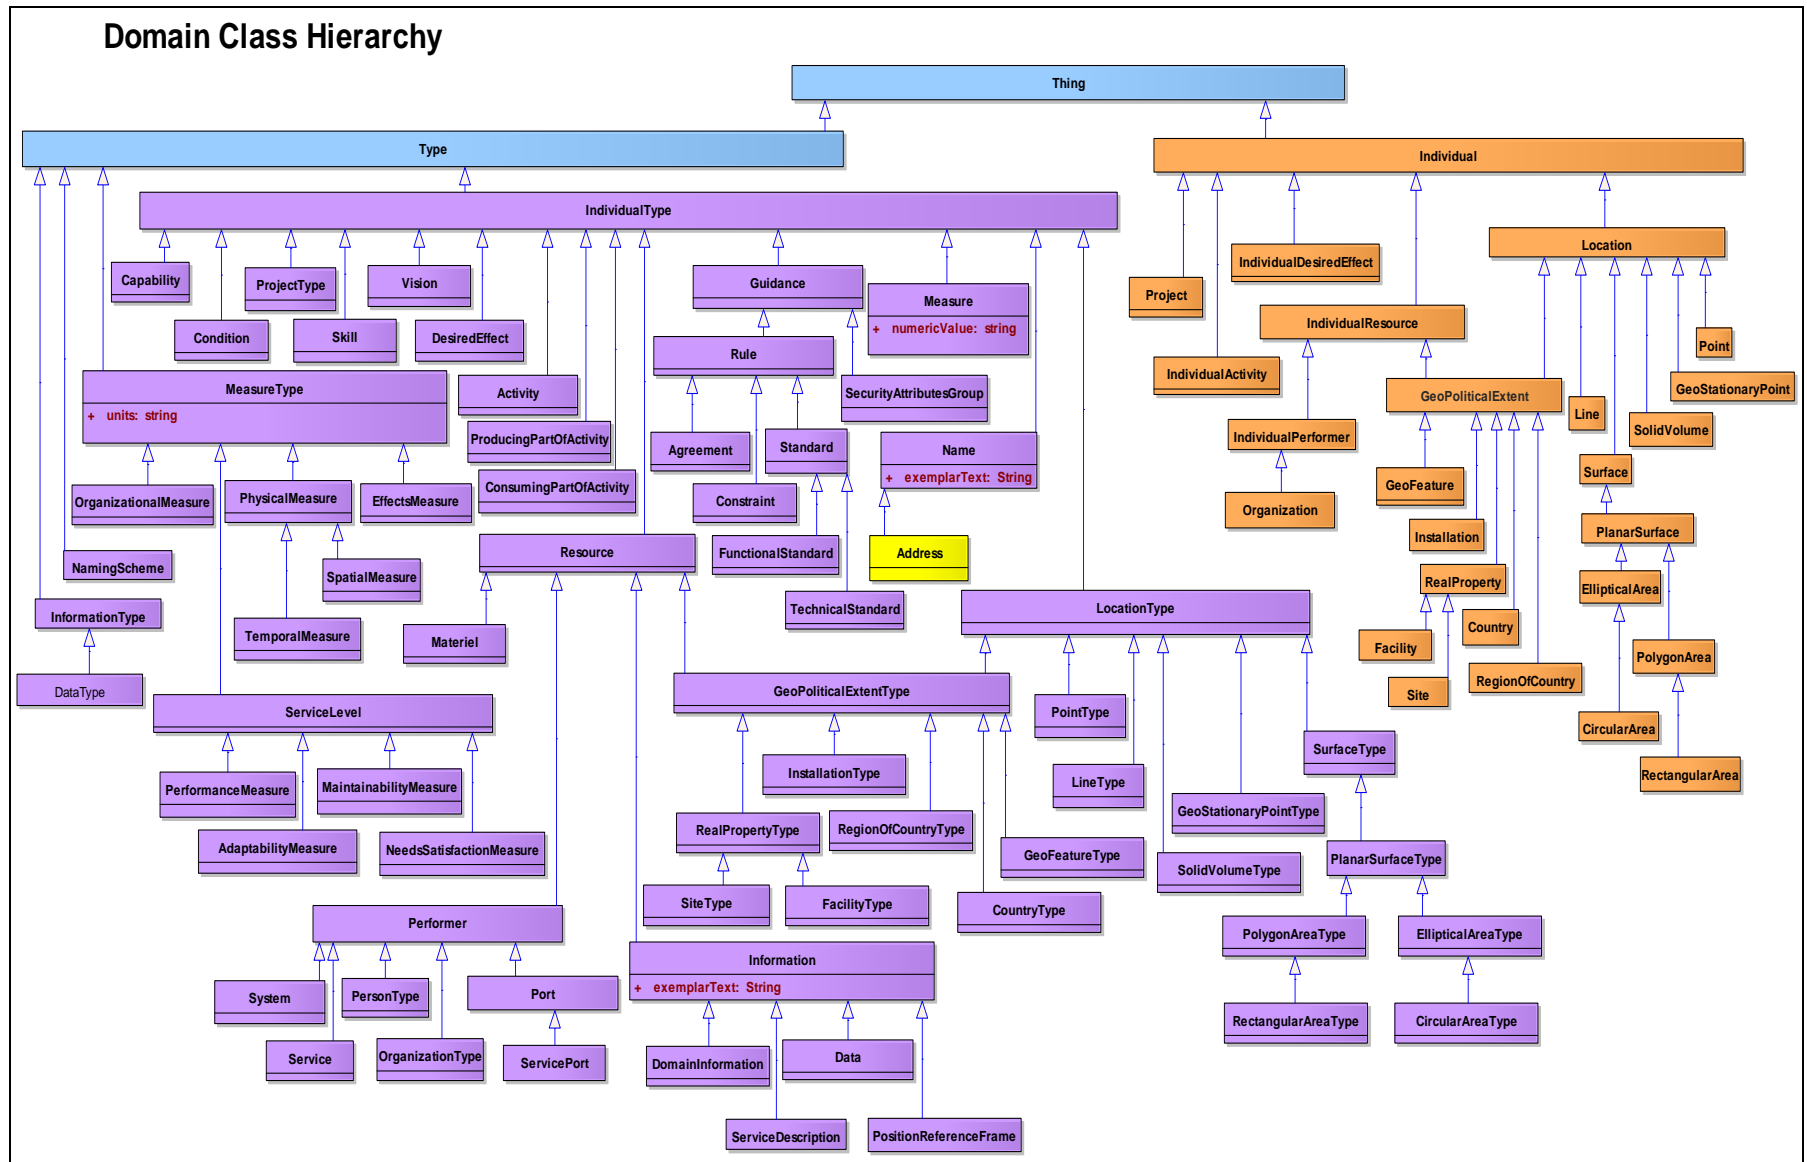 Domain Class Hierarchy
Thing
Type
Individual
IndividualType
Location
Capability
ProjectType
Vision
Guidance
IndividualDesiredEffect
Project
Measure
+ numericValue: string
Condition
Skill
DesiredEffect
Rule
IndividualResource
Point
IndividualActivity
GeoStationaryPoint
MeasureType
+ units: string
Activity
SecurityAttributesGroup
GeoPoliticalExtent
Line
SolidVolume
ProducingPartOfActivity
Agreement
Standard
Name
+ exemplarText: String
IndividualPerformer
Surface
OrganizationalMeasure
PhysicalMeasure
EffectsMeasure
ConsumingPartOfActivity
Constraint
GeoFeature
Organization
Installation
PlanarSurface
Resource
FunctionalStandard
Address
NamingScheme
SpatialMeasure
RealProperty
EllipticalArea
InformationType
TechnicalStandard
LocationType
TemporalMeasure
Materiel
Country
Facility
PolygonArea
DataType
GeoPoliticalExtentType
RegionOfCountry
Site
ServiceLevel
PointType
CircularArea
SurfaceType
InstallationType
LineType
RectangularArea
PerformanceMeasure
MaintainabilityMeasure
GeoStationaryPointType
RealPropertyType
RegionOfCountryType
AdaptabilityMeasure
NeedsSatisfactionMeasure
GeoFeatureType
PlanarSurfaceType
SolidVolumeType
SiteType
FacilityType
CountryType
Performer
PolygonAreaType
EllipticalAreaType
Information
+ exemplarText: String
System
PersonType
Port
RectangularAreaType
CircularAreaType
Service
OrganizationType
ServicePort
DomainInformation
Data
ServiceDescription
PositionReferenceFrame